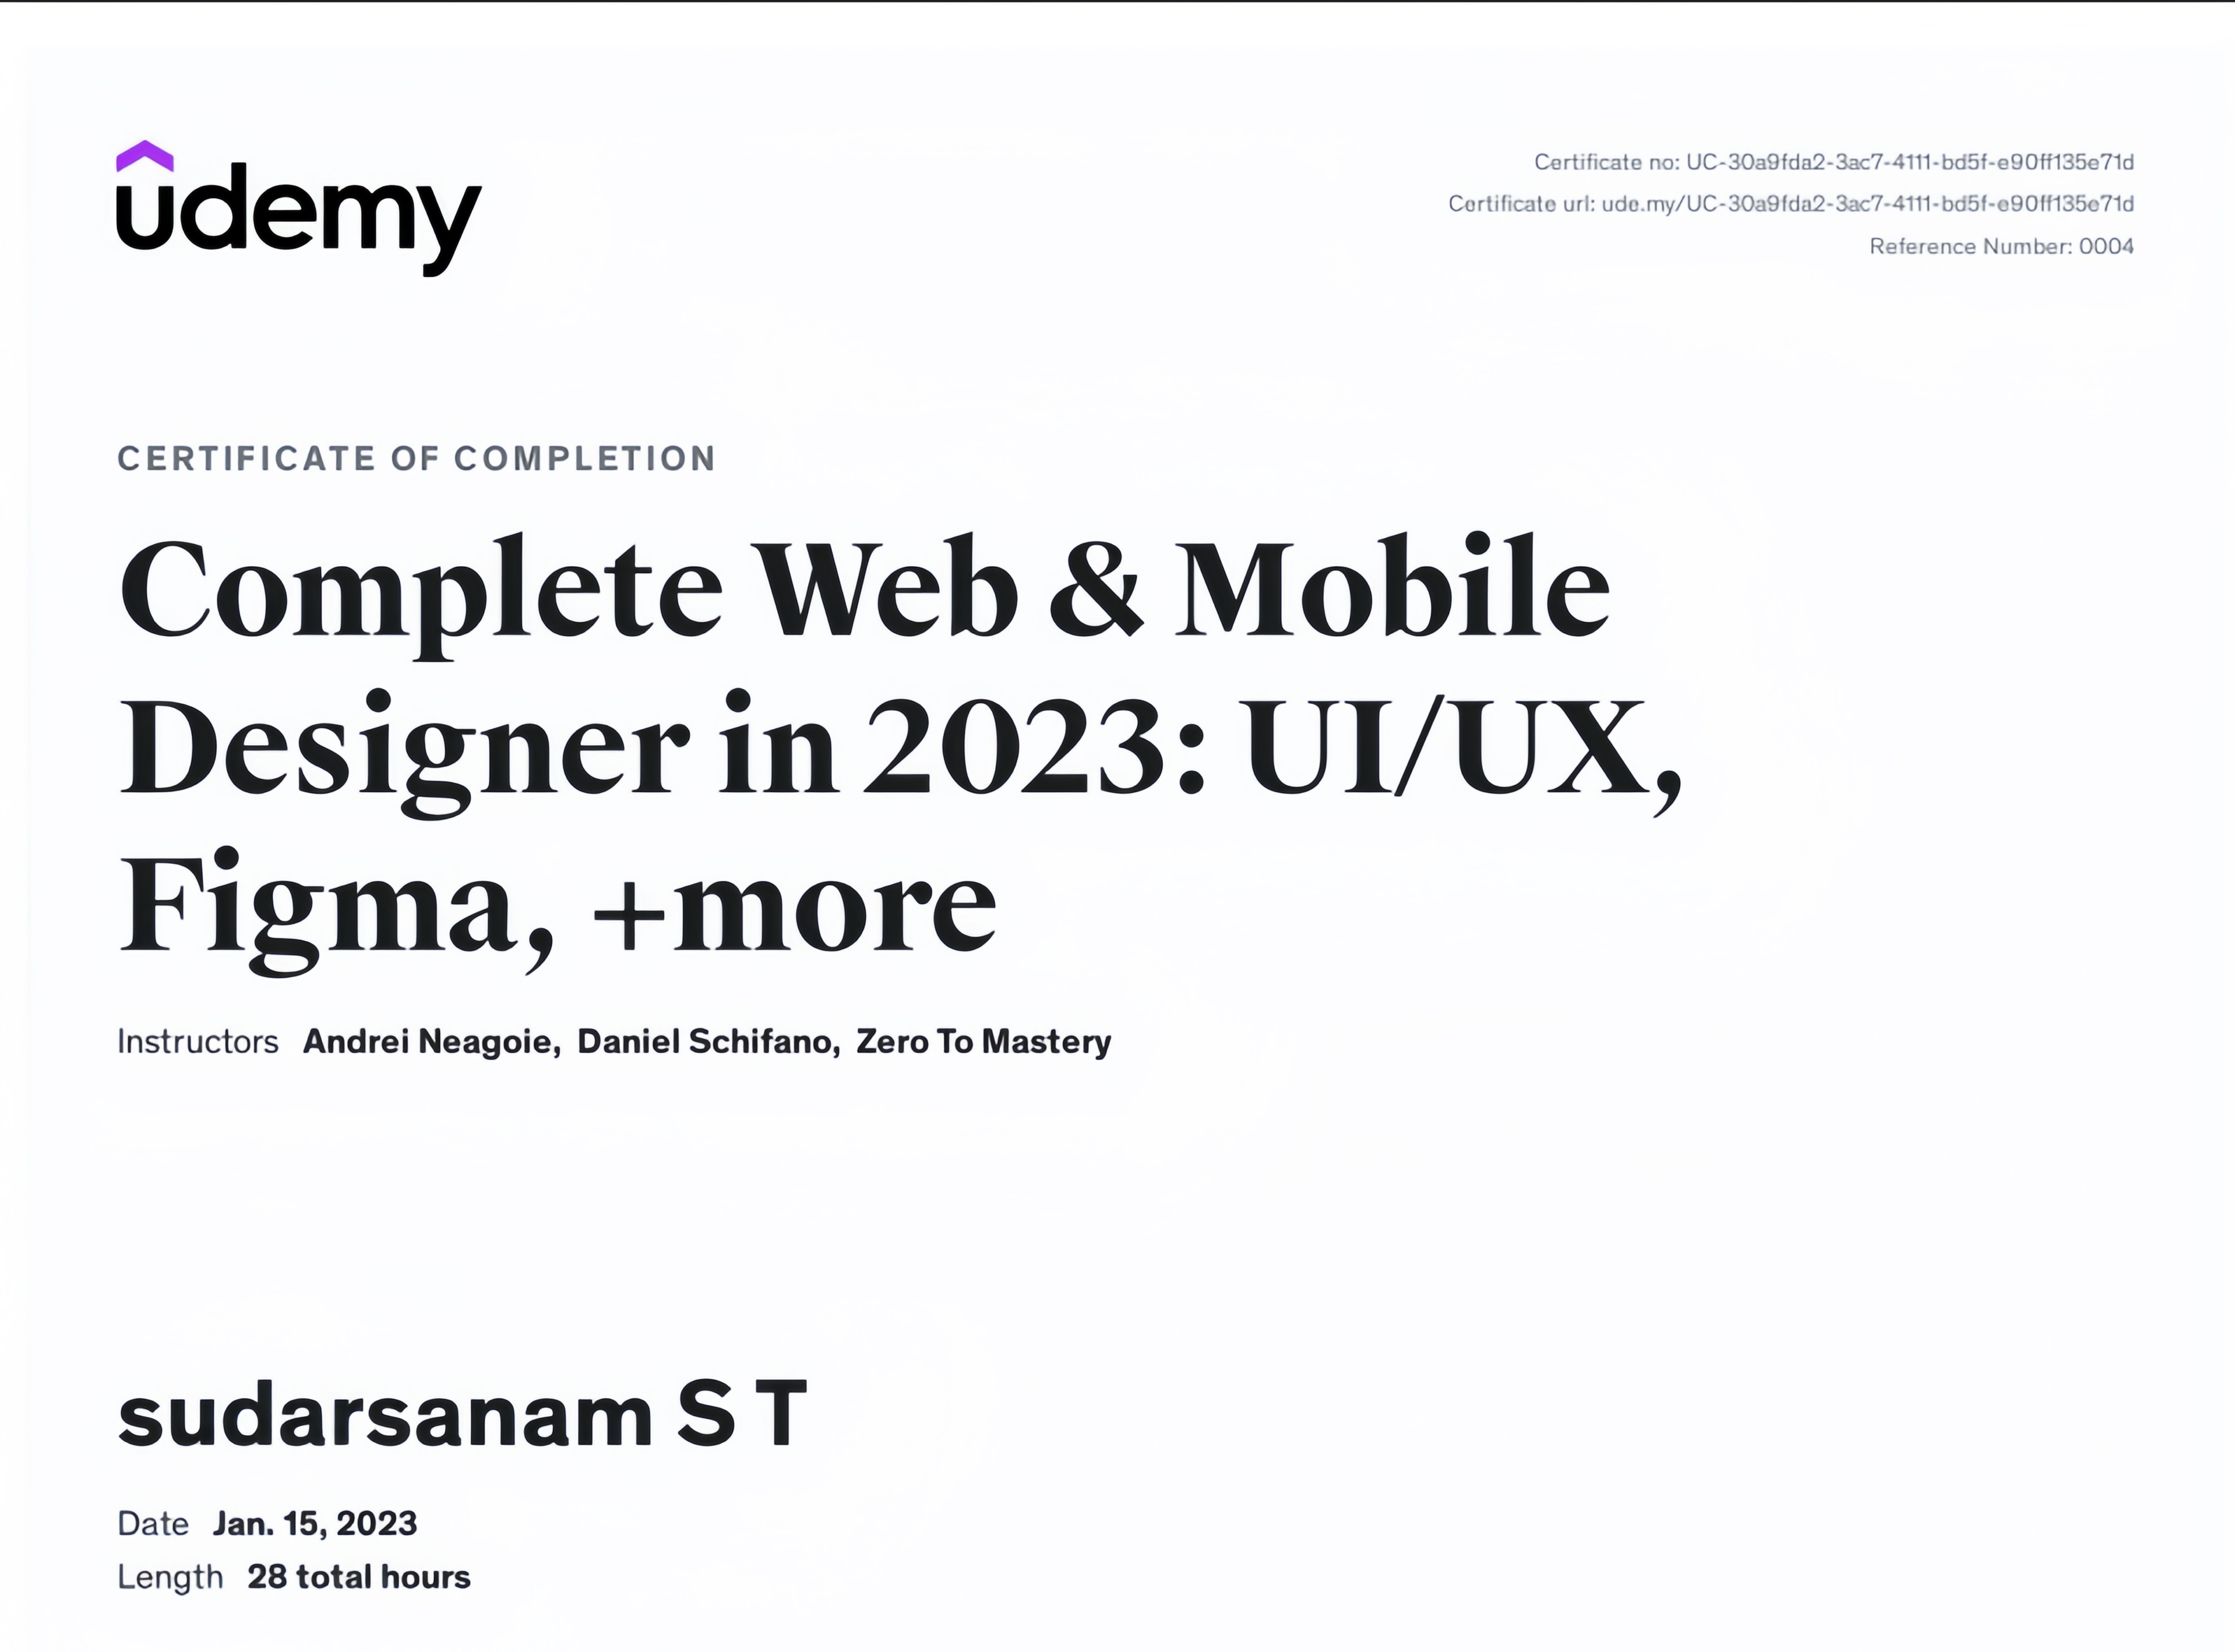 udemy
Certificate no: UC-30a9fda2-3ac7-4111-bd5f-e90ff135e71d
Certificate url: ude.my/UC-30a9fda2-3ac7-4111-bd5f-e90ff135e71d
Reference Number: 0004
CERTIFICATE OF COMPLETION
Complete Web & Mobile
Designer in 2023: UI/UX,
Figma, +more
Instructors Andrei Neagoie, Daniel Schifano, Zero To Mastery
sudarsanam S T
Date Jan. 15, 2023
Length 28 total hours